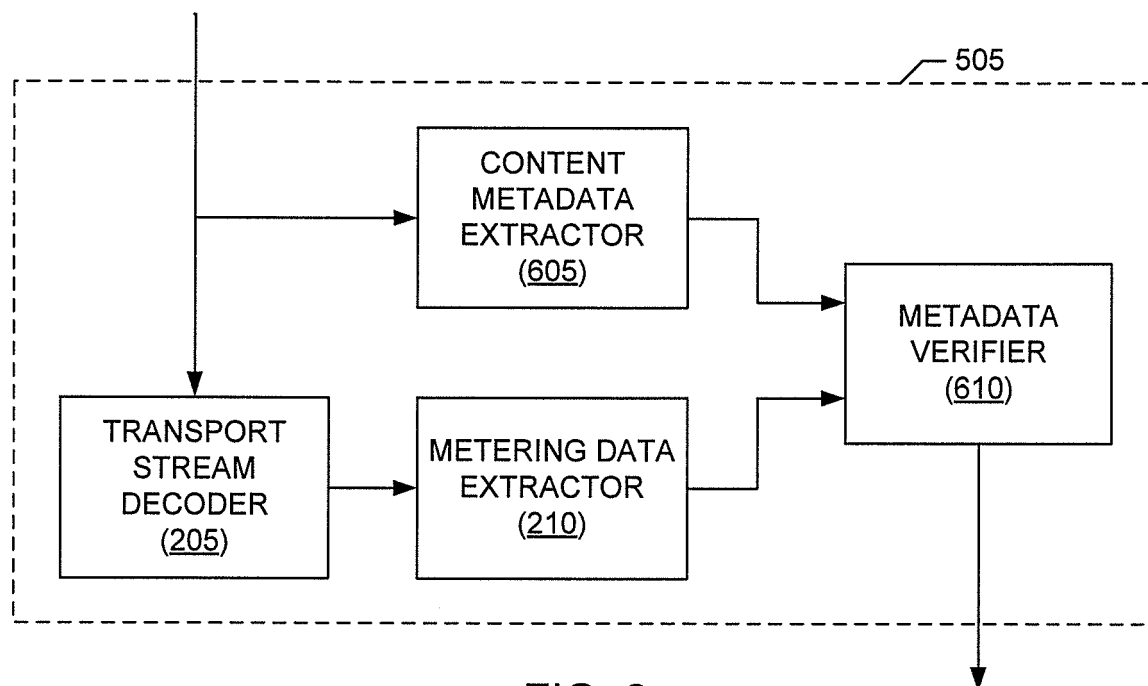 505
CONTENT
METADATA
EXTRACTOR
(605)
METADATA
VERIFIER
(610)
TRANSPORT
STREAM
DECODER
(205)
METERING DATA
EXTRACTOR
(210)